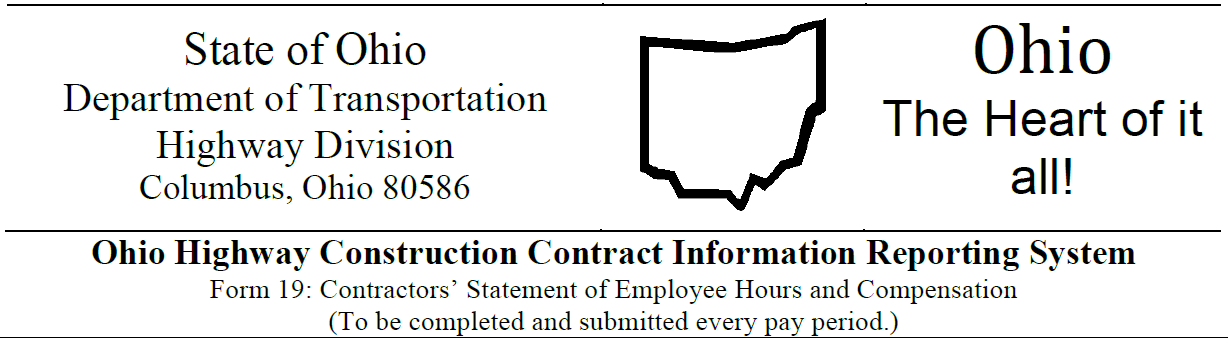 State of Ohio
Department of Transportation
Highway Division
Columbus, Ohio 80586
Ohio
The Heart of it
all!
Ohio Highway Construction Contract Information Reporting System
Form 19: Contractors’ Statement of Employee Hours and Compensation
(To be completed and submitted every pay period.)